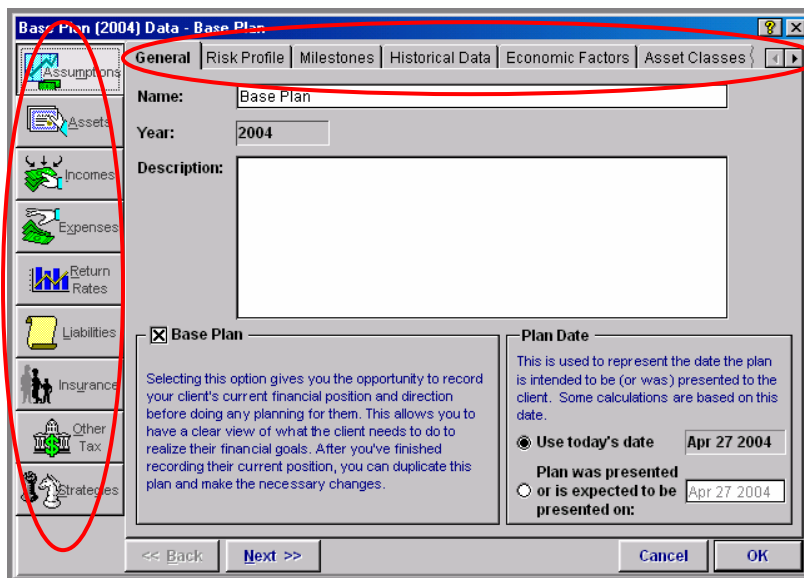 Base Plan (2004) Data - Base Plan
Assumptions
Assets
Incomes
Expenses
Return
Rates
Liabilities
Insurance
Other
Tax
Strategies
General Risk Profile Milestones Historical Data Economic Factors Asset Classes
Name: Base Plan
Year: 2004
Description:
Base Plan
Selecting this option gives you the opportunity to record
your client's current financial position and direction
before doing any planning for them. This allows you to
have a clear view of what the client needs to do to
realize their financial goals. After you've finished
recording their current position, you can duplicate this
plan and make the necessary changes.
Plan Date
This is used to represent the date the plan
is intended to be (or was) presented to the
client. Some calculations are based on this
date.
Use today's date Apr 27 2004
Plan was presented
or is expected to be Apr 27 2004
presented on:
<< Back Next >> Cancel OK